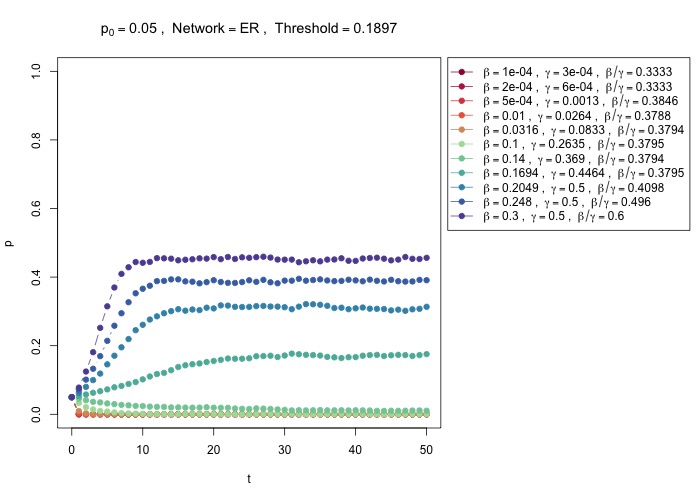 p0 = 0.05 , Network = ER , Threshold = 0.1897
β = 1e-04 , γ = 3e-04 , β/γ = 0.3333
β = 2e-04 , γ = 6e-04 , β/γ = 0.3333
β = 5e-04 , γ = 0.0013 , β/γ = 0.3846
β = 0.01 , γ = 0.0264 , β/γ = 0.3788
β = 0.0316 , γ = 0.0833 , β/γ = 0.3794
β = 0.1 , γ = 0.2635 , β/γ = 0.3795
β = 0.14 , γ = 0.369 , β/γ = 0.3794
β = 0.1694 , γ = 0.4464 , β/γ = 0.3795
β = 0.2049 , γ = 0.5 , β/γ = 0.4098
β = 0.248 , γ = 0.5 , β/γ = 0.496
β = 0.3 , γ = 0.5 , β/γ = 0.6
1.0
0.8
0.6
0.4
0.2
0.0
p
0 10 20 30 40 50
t